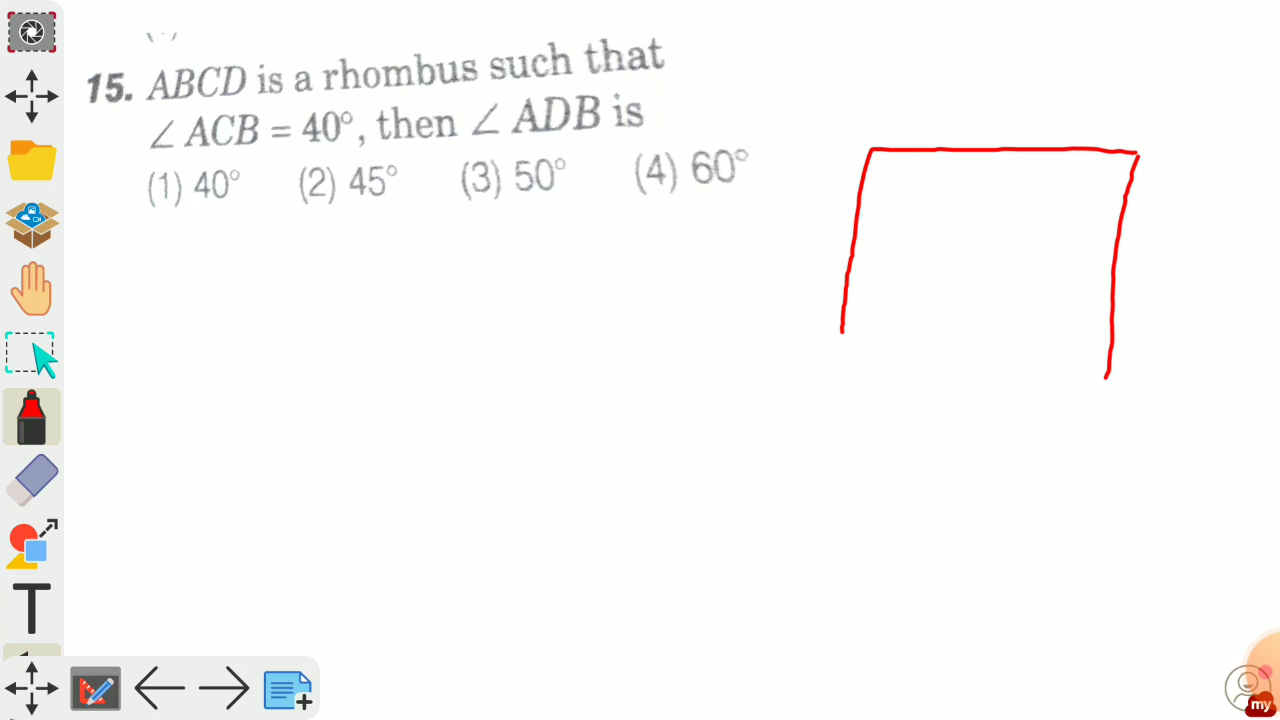 15. ABCD is a rhombus such that
∠ ACB = 40°, then ∠ ADB is
(1) 40° (2) 45° (3) 50° (4) 60°
T
my